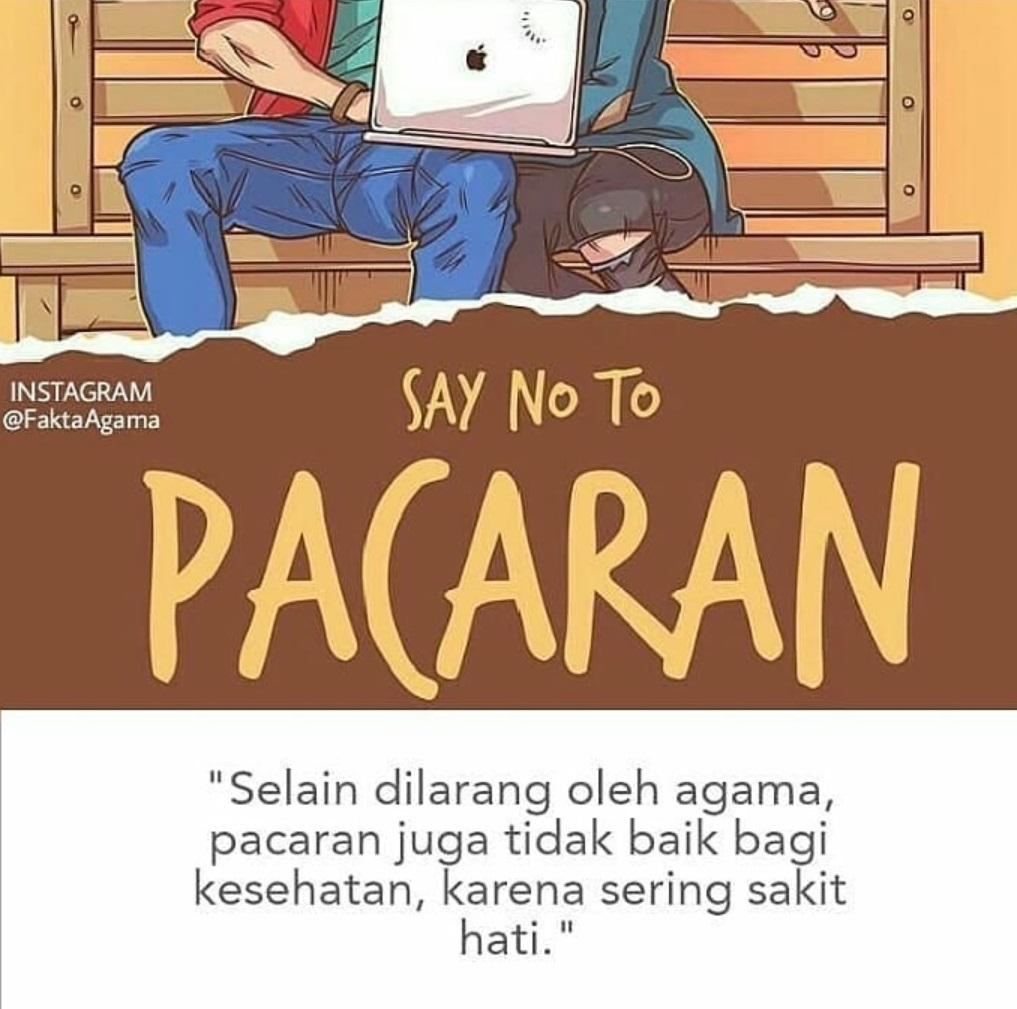 INSTAGRAM
@FaktaAgama
SAY NO TO
PACARAN
"Selain dilarang oleh agama,
pacaran juga tidak baik bagi
kesehatan, karena sering sakit
hati."